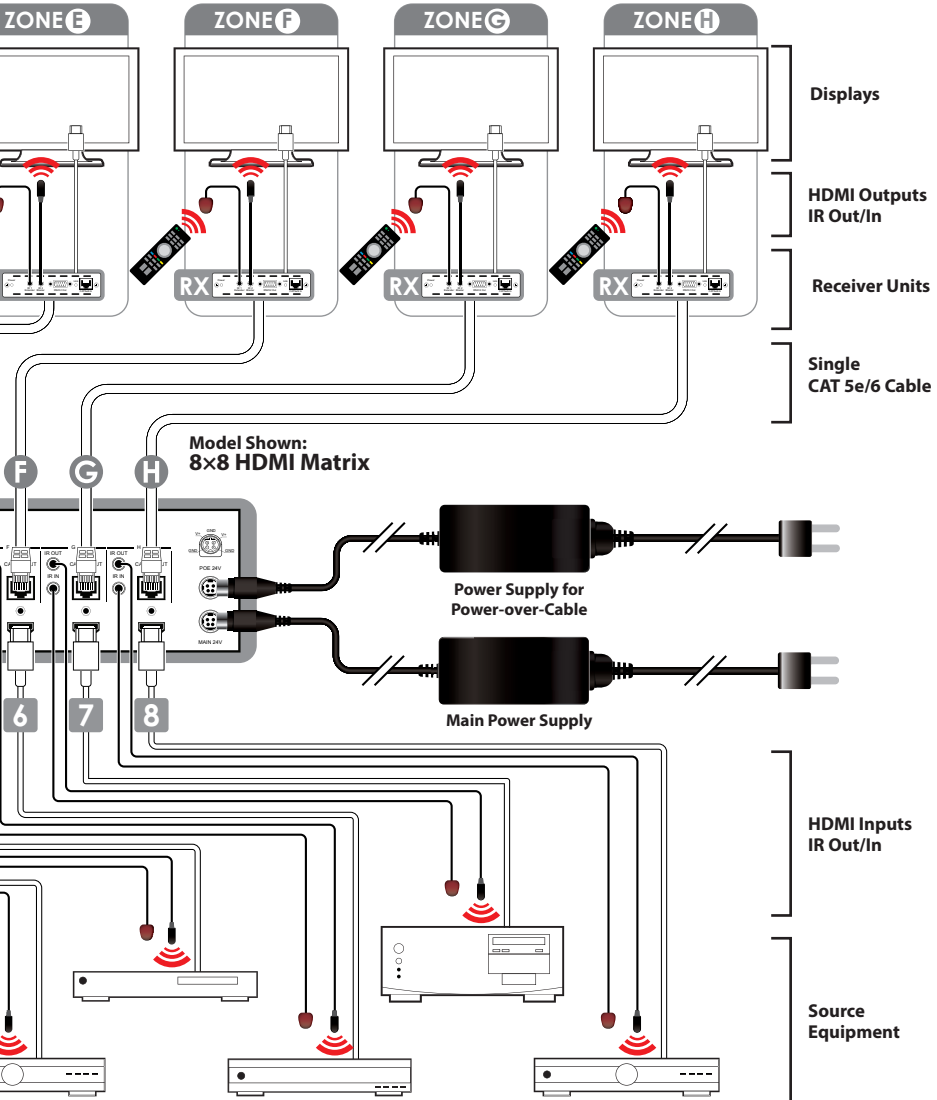 ZONE E
ZONE F
ZONE G
ZONE H
Displays
HDMI Outputs
IR Out/In
RX
RX
RX
Receiver Units
Single
CAT 5e/6 Cable
Model Shown:
8×8 HDMI Matrix
F
G
H
GND
V+
V+
GND
GND
POE 24V
MAIN 24V
F
G
H
IR OUT
IR OUT
IR IN
IR IN
Power Supply for
Power-over-Cable
Main Power Supply
6
7
8
HDMI Inputs
IR Out/In
Source
Equipment